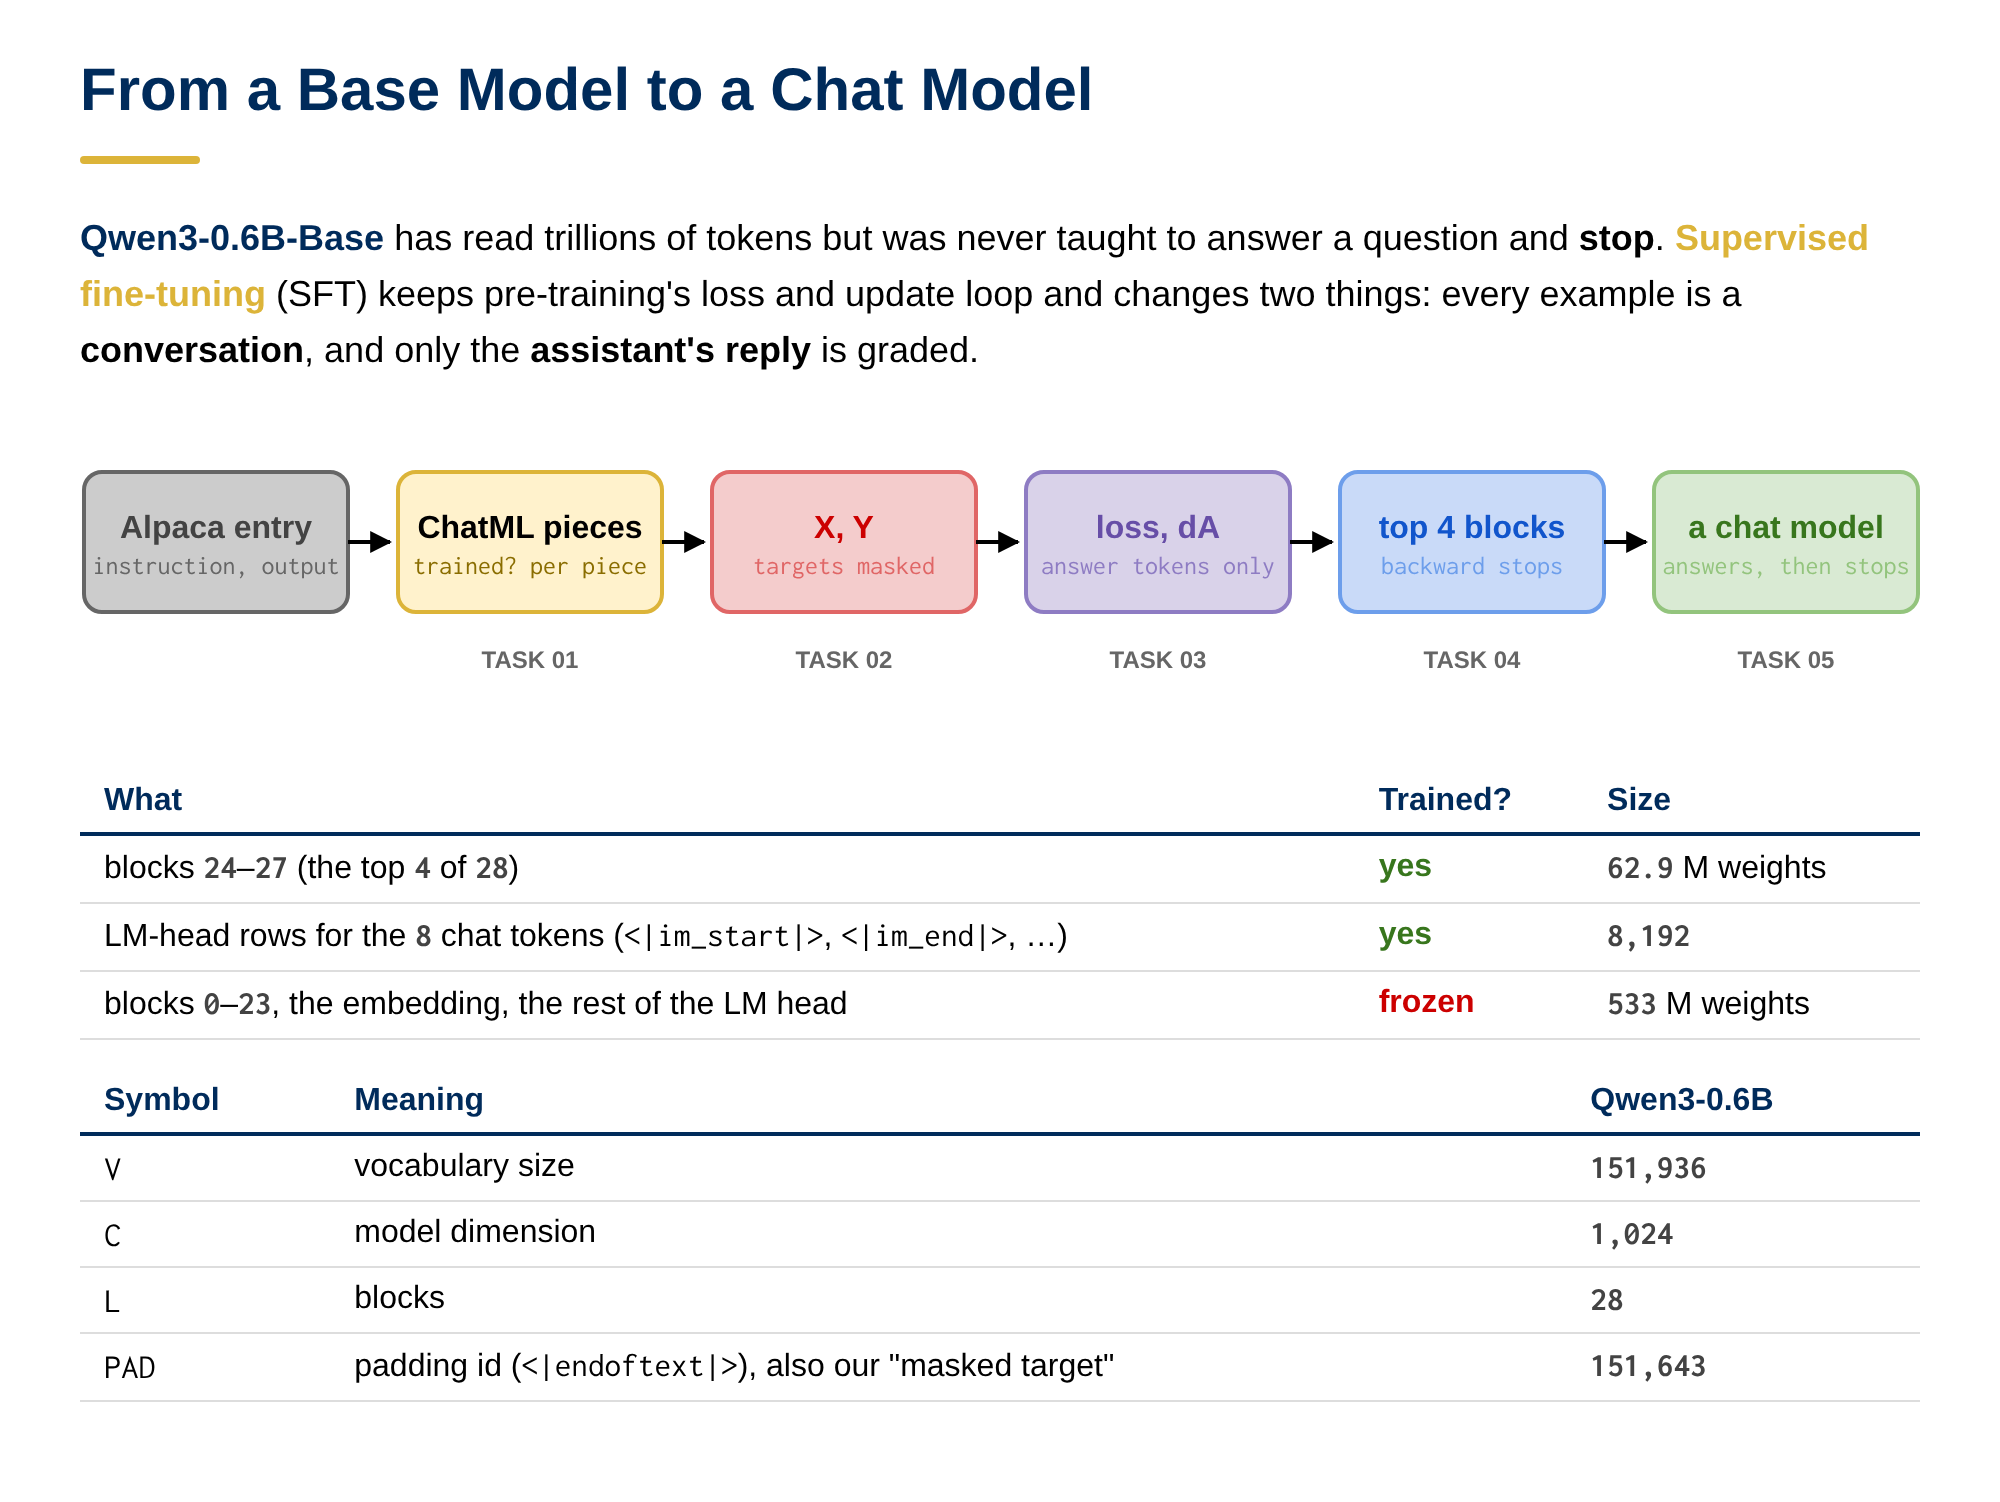 From a Base Model to a Chat Model
Qwen3-0.6B-Base has read trillions of tokens but was never taught to answer a question and stop. Supervised
fine-tuning (SFT) keeps pre-training's loss and update loop and changes two things: every example is a
conversation, and only the assistant's reply is graded.
Alpaca entry
instruction, output
ChatML pieces
trained? per piece
TASK 01
X, Y
targets masked
TASK 02
loss, dA
answer tokens only
TASK 03
top 4 blocks
backward stops
TASK 04
a chat model
answers, then stops
TASK 05
What Trained? Size
blocks 24–27 (the top 4 of 28) yes 62.9 M weights
LM-head rows for the 8 chat tokens (<|im_start|>, <|im_end|>, …) yes 8,192
blocks 0–23, the embedding, the rest of the LM head frozen 533 M weights
Symbol Meaning Qwen3-0.6B
V vocabulary size 151,936
C model dimension 1,024
L blocks 28
PAD padding id (<|endoftext|>), also our "masked target" 151,643